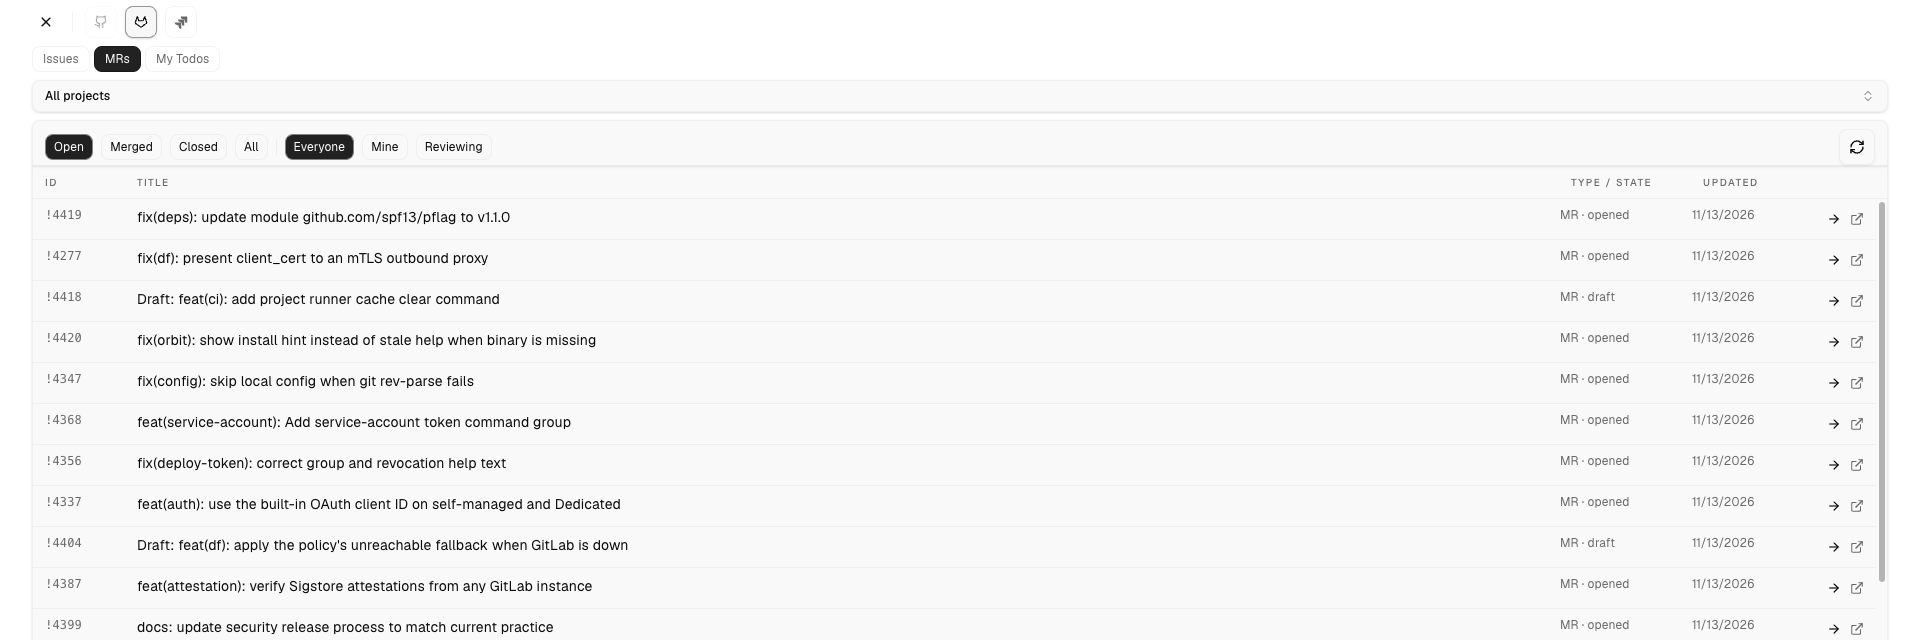 Issues MRs My Todos
All projects
Open Merged Closed All Everyone Mine Reviewing
ID TITLE TYPE / STATE UPDATED
!4419 fix(deps): update module github.com/spf13/pflag to v1.1.0 MR · opened 11/13/2026
!4277 fix(df): present client_cert to an mTLS outbound proxy MR · opened 11/13/2026
!4418 Draft: feat(ci): add project runner cache clear command MR · draft 11/13/2026
!4420 fix(orbit): show install hint instead of stale help when binary is missing MR · opened 11/13/2026
!4347 fix(config): skip local config when git rev-parse fails MR · opened 11/13/2026
!4368 feat(service-account): Add service-account token command group MR · opened 11/13/2026
!4356 fix(deploy-token): correct group and revocation help text MR · opened 11/13/2026
!4337 feat(auth): use the built-in OAuth client ID on self-managed and Dedicated MR · opened 11/13/2026
!4404 Draft: feat(df): apply the policy's unreachable fallback when GitLab is down MR · draft 11/13/2026
!4387 feat(attestation): verify Sigstore attestations from any GitLab instance MR · opened 11/13/2026
!4399 docs: update security release process to match current practice MR · opened 11/13/2026